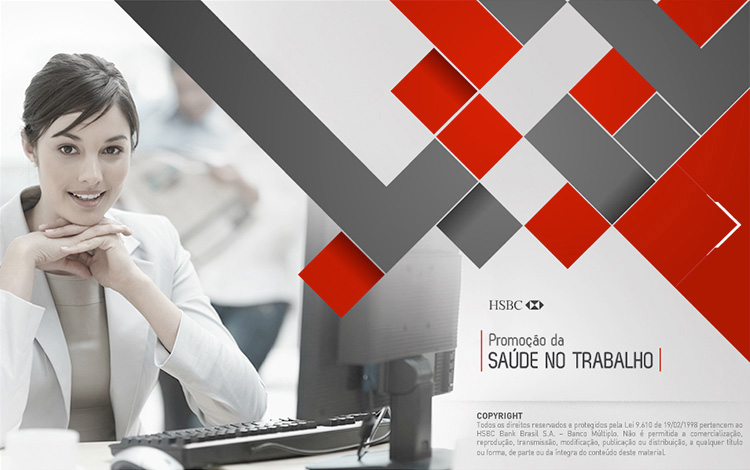 HSBC
Promoção da
SAÚDE NO TRABALHO
COPYRIGHT
Todos os direitos reservados e protegidos pela Lei 9.610 de 19/02/1998 pertencem ao
HSBC Bank Brasil S.A. – Banco Múltiplo. Não é permitida a comercialização,
reprodução, transmissão, modificação, publicação ou distribuição, a qualquer título
ou forma, de parte ou da íntegra do conteúdo deste material.